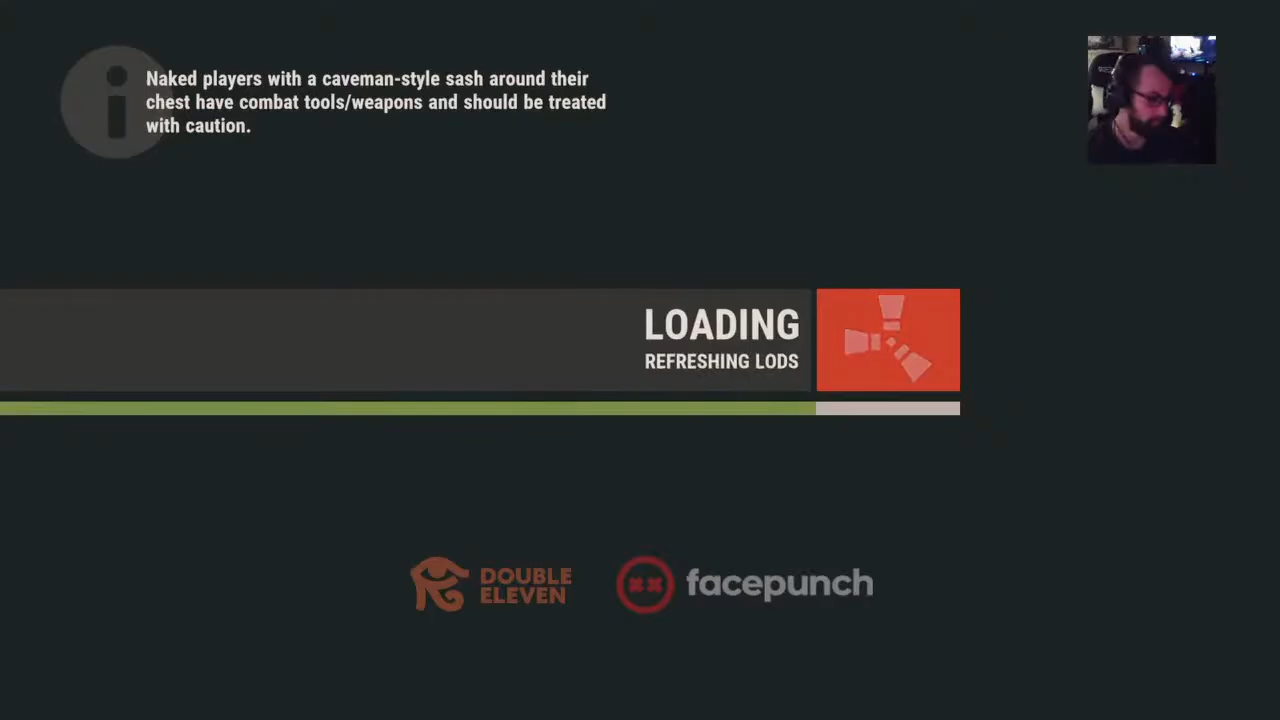 Naked players with a caveman-style sash around their
chest have combat tools/weapons and should be treated
with caution.
LOADING
REFRESHING LODS
DOUBLE
ELEVEN
facepunch